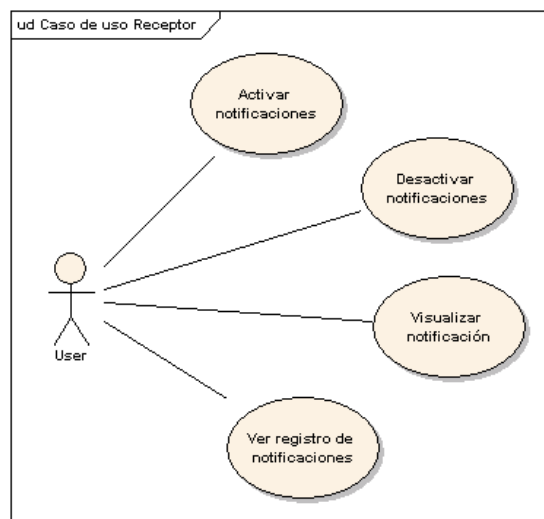 ud Caso de uso Receptor
Activar
notificaciones
Desactivar
notificaciones
Visualizar
notificación
User
Ver registro de
notificaciones